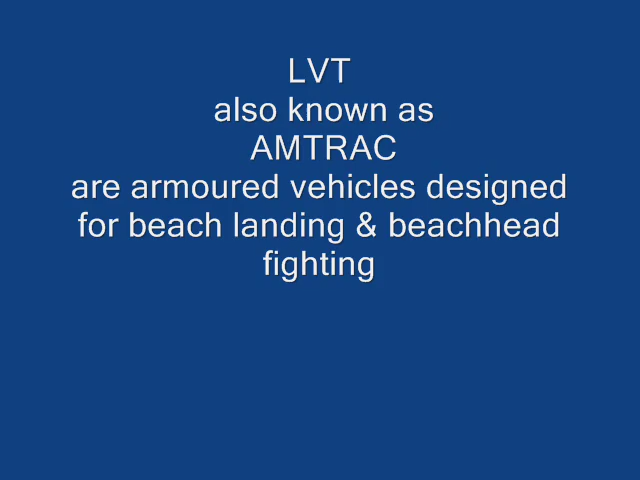 LVT
also known as
AMTRAC
are armoured vehicles designed
for beach landing & beachhead
fighting